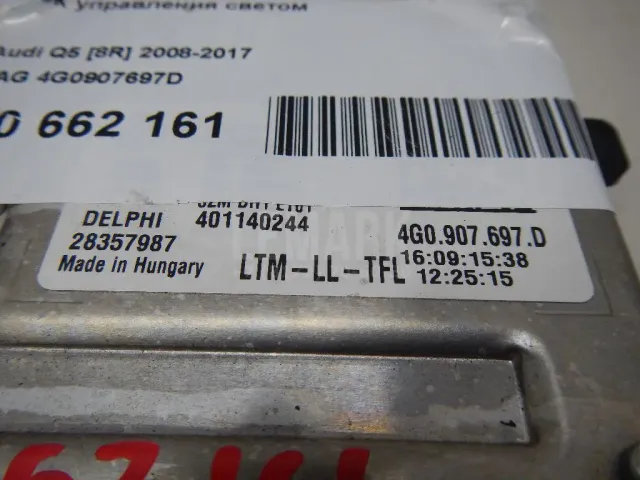 управления светом
Audi Q5 [8R] 2008-2017
AG 4G0907697D
0 662 161
DELPHI 401140244
28357987
Made in Hungary
LTM-LL-TFL
4G0.907.697.D
16:09:15:38
12:25:15
1